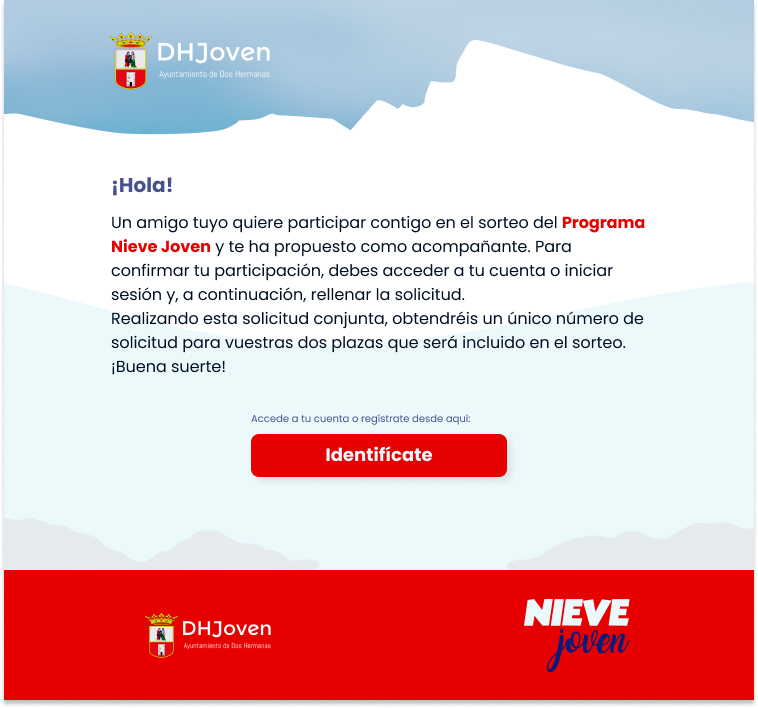 DHJoven
Ayuntamiento de Dos Hermanas
¡Hola!
Un amigo tuyo quiere participar contigo en el sorteo del Programa
Nieve Joven y te ha propuesto como acompañante. Para
confirmar tu participación, debes acceder a tu cuenta o iniciar
sesión y, a continuación, rellenar la solicitud.
Realizando esta solicitud conjunta, obtendréis un único número de
solicitud para vuestras dos plazas que será incluido en el sorteo.
¡Buena suerte!
Accede a tu cuenta o regístrate desde aquí:
Identifícate
DHJoven
Ayuntamiento de Dos Hermanas
NIEVE
joven